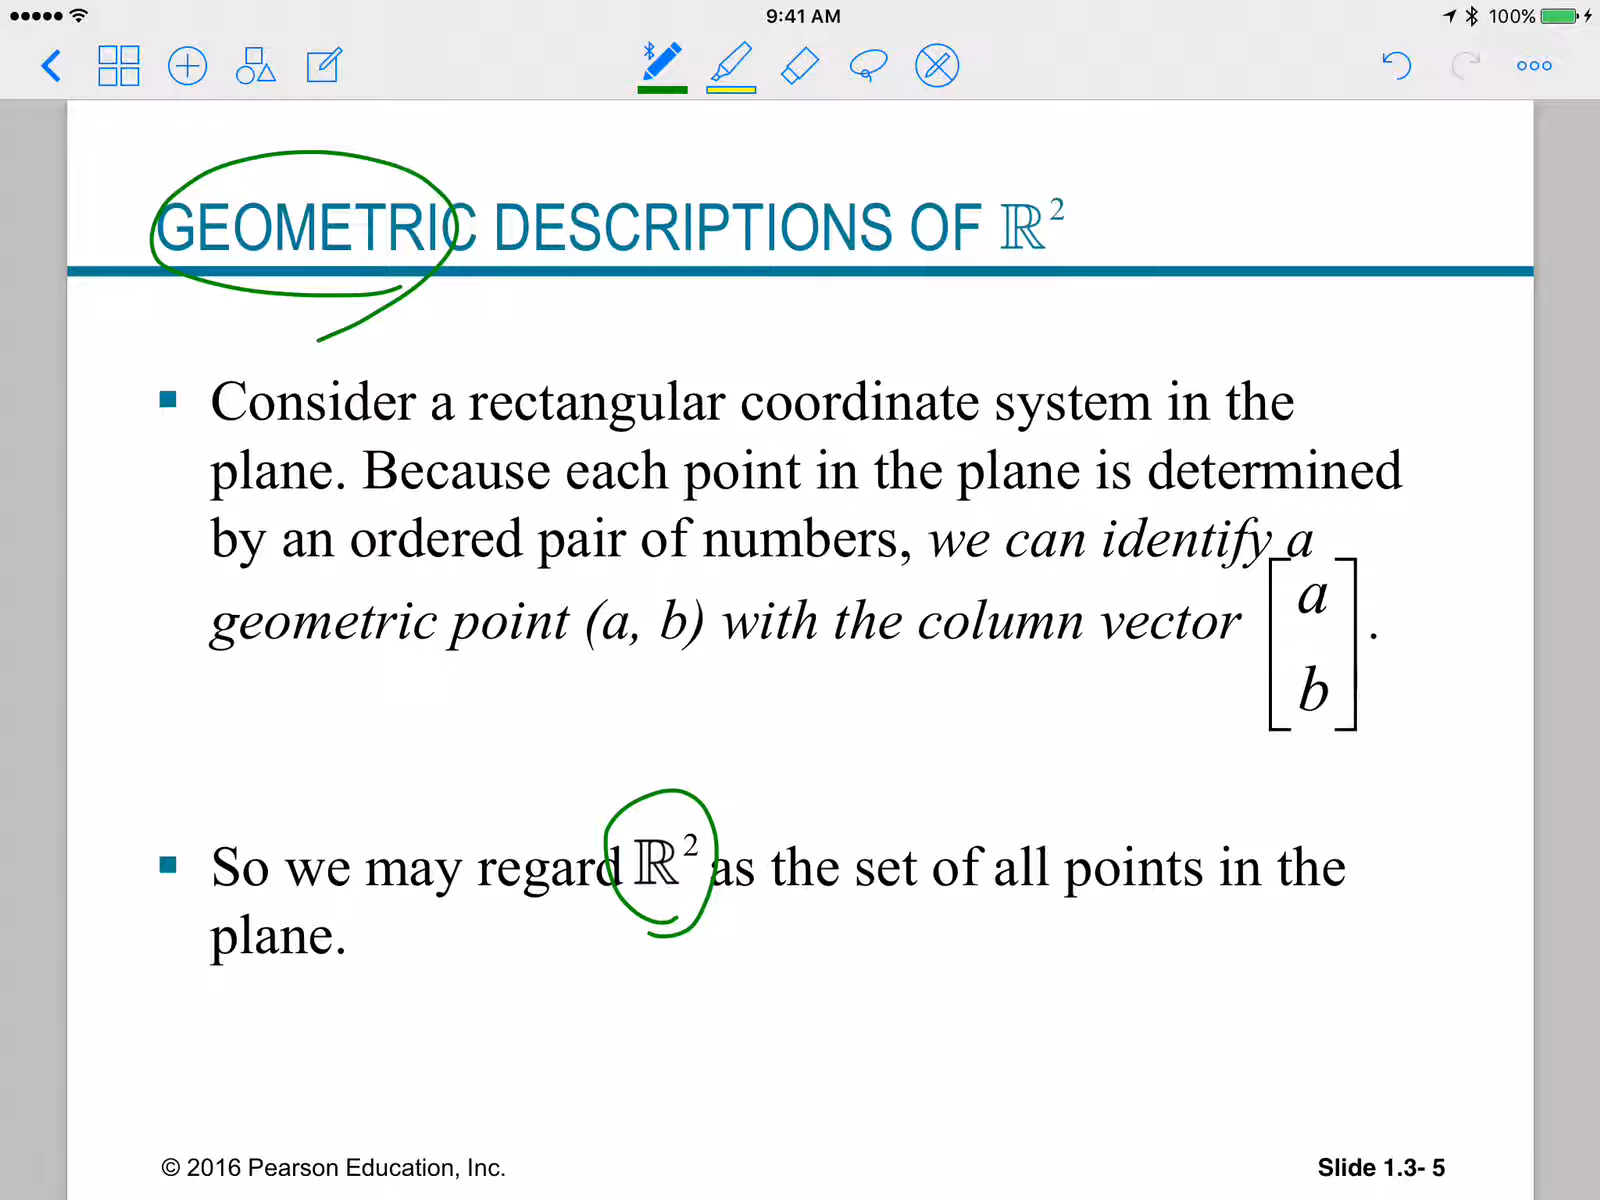 9:41 AM
100%
GEOMETRIC DESCRIPTIONS OF ℝ²
Consider a rectangular coordinate system in the
plane. Because each point in the plane is determined
by an ordered pair of numbers, we can identify a
geometric point (a, b) with the column vector [a b].
So we may regard ℝ² as the set of all points in the
plane.
© 2016 Pearson Education, Inc.
Slide 1.3- 5